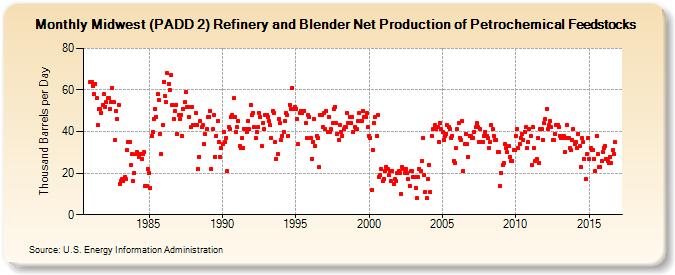 Monthly Midwest (PADD 2) Refinery and Blender Net Production of Petrochemical Feedstocks
Thousand Barrels per Day
80
60
40
20
0
1985 1990 1995 2000 2005 2010 2015
Source: U.S. Energy Information Administration